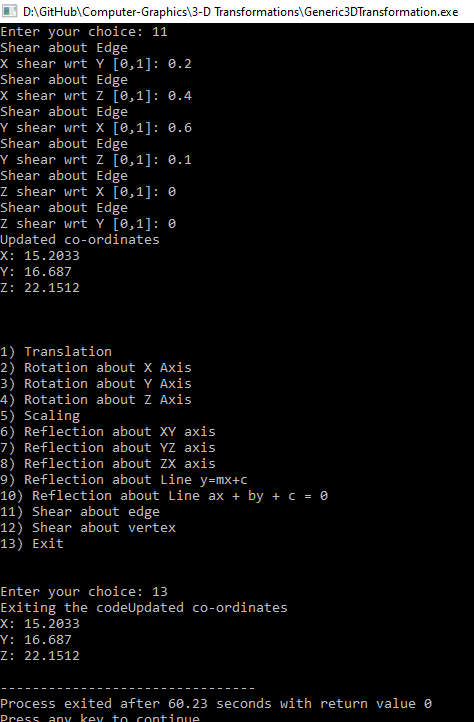 D:\GitHub\Computer-Graphics\3-D Transformations\Generic3DTransformation.exe
Enter your choice: 11
Shear about Edge
X shear wrt Y [0,1]: 0.2
Shear about Edge
X shear wrt Z [0,1]: 0.4
Shear about Edge
Y shear wrt X [0,1]: 0.6
Shear about Edge
Y shear wrt Z [0,1]: 0.1
Shear about Edge
Z shear wrt X [0,1]: 0
Shear about Edge
Z shear wrt Y [0,1]: 0
Updated co-ordinates
X: 15.2033
Y: 16.687
Z: 22.1512
1) Translation
2) Rotation about X Axis
3) Rotation about Y Axis
4) Rotation about Z Axis
5) Scaling
6) Reflection about XY axis
7) Reflection about YZ axis
8) Reflection about ZX axis
9) Reflection about Line y=mx+c
10) Reflection about Line ax + by + c = 0
11) Shear about edge
12) Shear about vertex
13) Exit
Enter your choice: 13
Exiting the codeUpdated co-ordinates
X: 15.2033
Y: 16.687
Z: 22.1512
--------------------------------
Process exited after 60.23 seconds with return value 0
Press any key to continue